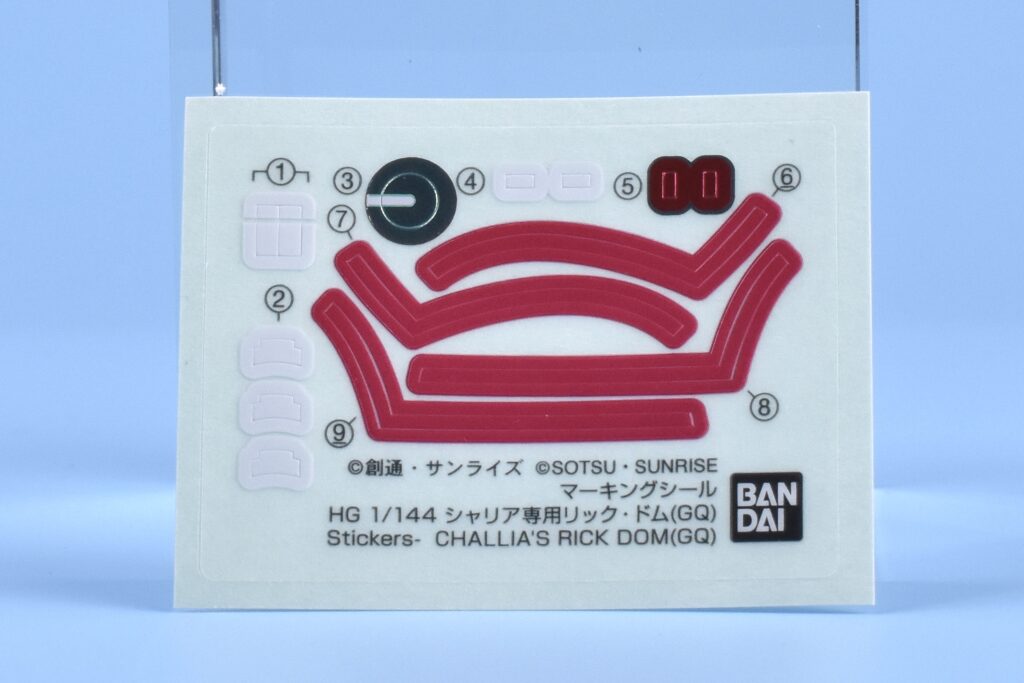 ①
③
④
⑤
⑥
⑦
②
⑧
⑨
©創通・サンライズ ©SOTSU・SUNRISE
マーキングシール
HG 1/144 シャリア専用リック・ドム(GQ)
Stickers- CHALLIA'S RICK DOM(GQ)
BAN
DAI